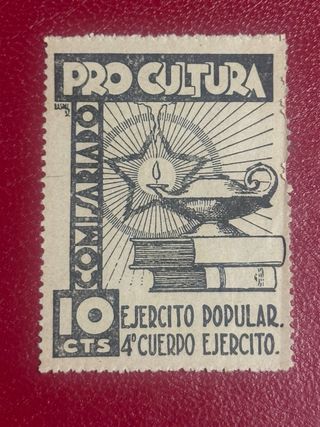 PRO CULTURA
COMISARIADO
10
CTS
EJERCITO POPULAR.
4º CUERPO EJERCITO.